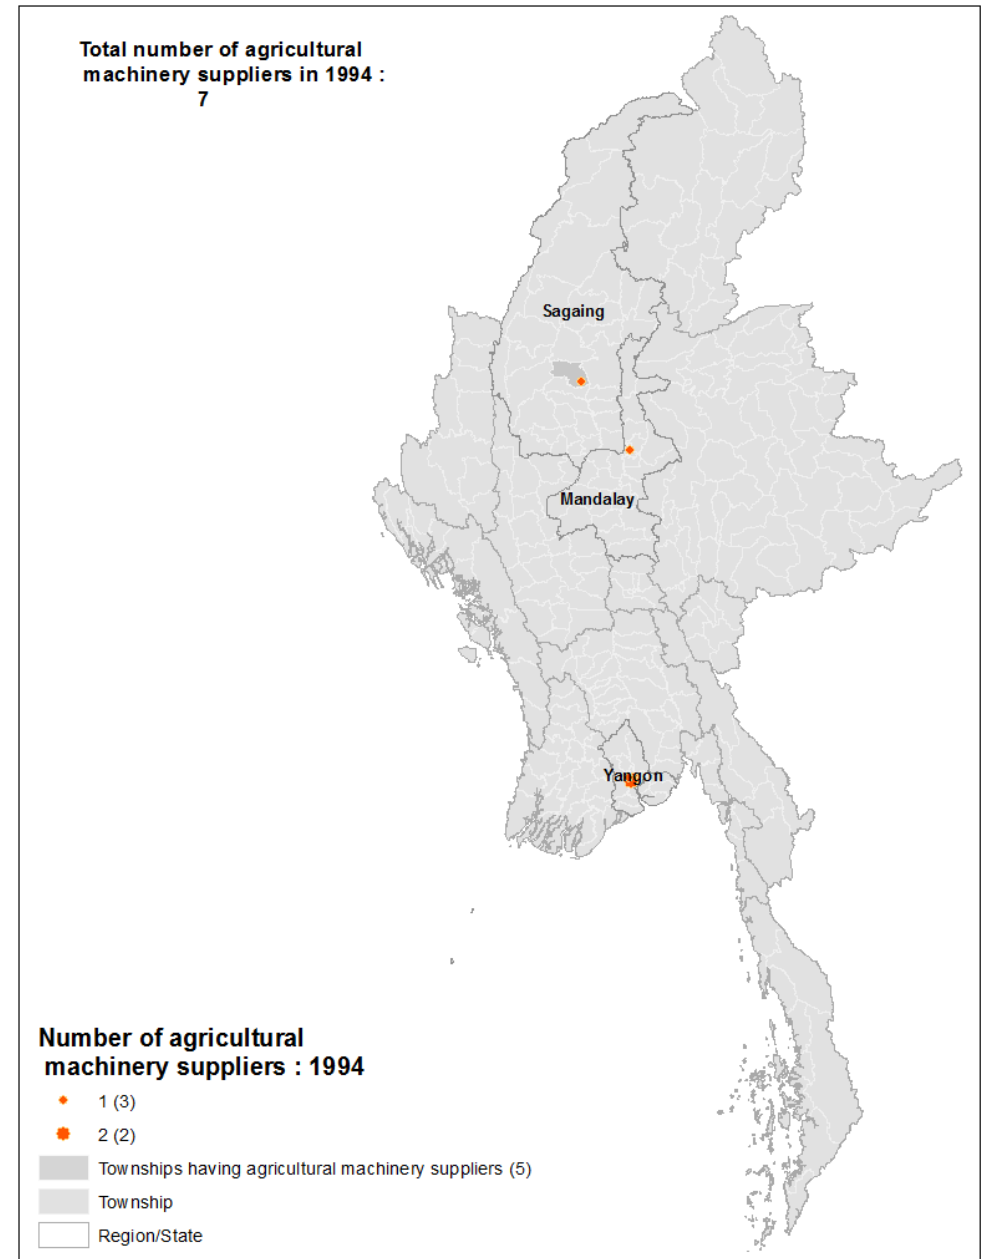 Total number of agricultural
machinery suppliers in 1994 :
7
Sagaing
Mandalay
Yangon
Number of agricultural
machinery suppliers : 1994
1 (3)
2 (2)
Townships having agricultural machinery suppliers (5)
Township
Region/State